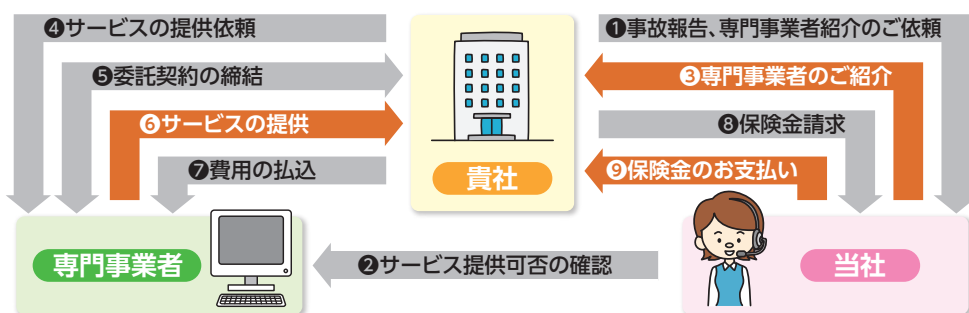 ❹サービスの提供依頼
❶事故報告、専門事業者紹介のご依頼
❺委託契約の締結
❸専門事業者のご紹介
❻サービスの提供
❽保険金請求
❼費用の払込
貴社
❾保険金のお支払い
専門事業者
❷サービス提供可否の確認
当社